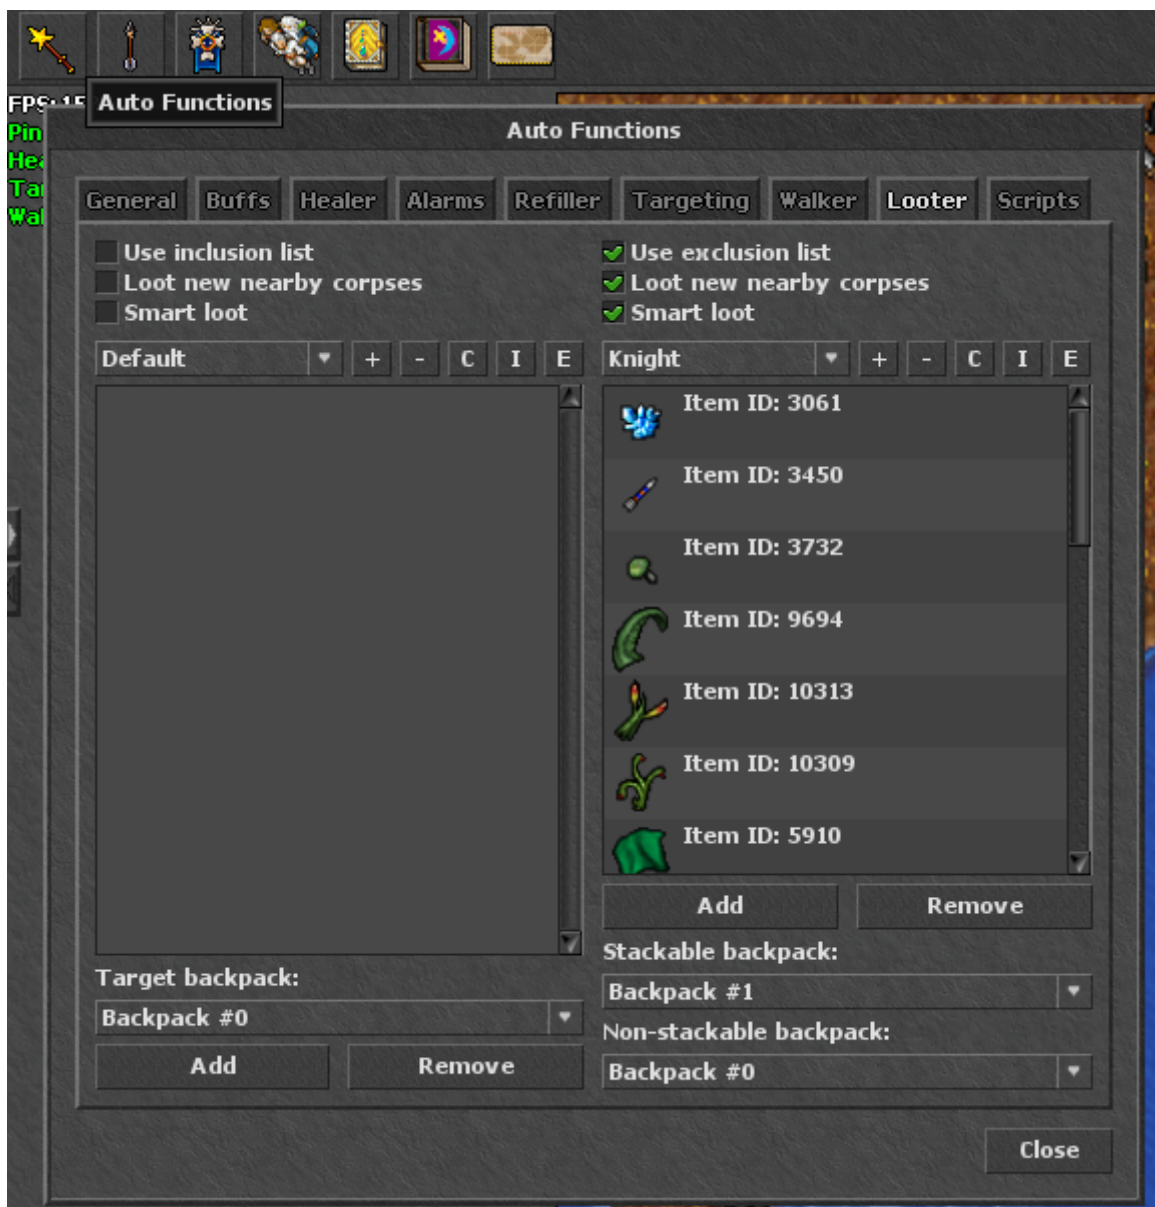 Auto Functions
Auto Functions
General Buffs Healer Alarms Refiller Targeting Walker Looter Scripts
Use inclusion list
Loot new nearby corpses
Smart loot
Default + - C I E
Target backpack:
Backpack #0
Add Remove
Use exclusion list
Loot new nearby corpses
Smart loot
Knight + - C I E
Item ID: 3061
Item ID: 3450
Item ID: 3732
Item ID: 9694
Item ID: 10313
Item ID: 10309
Item ID: 5910
Add Remove
Stackable backpack:
Backpack #1
Non-stackable backpack:
Backpack #0
Close